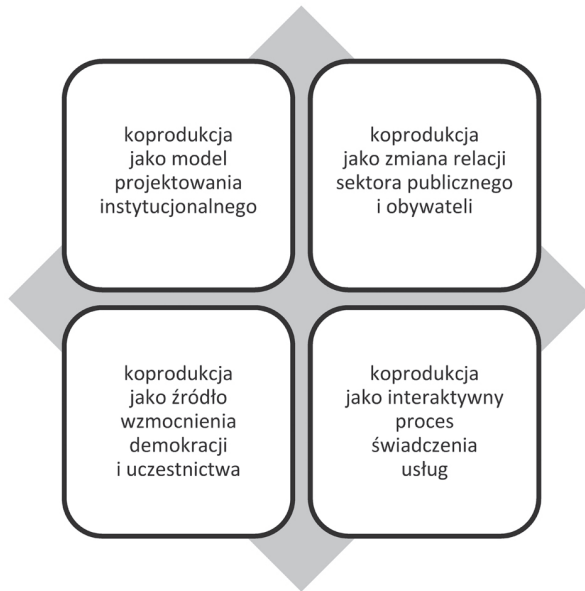 koprodukcja
jako model
projektowania
instytucjonalnego
koprodukcja
jako zmiana relacji
sektora publicznego
i obywateli
koprodukcja
jako źródło
wzmocnienia
demokracji
i uczestnictwa
koprodukcja
jako interaktywny
proces
świadczenia
usług